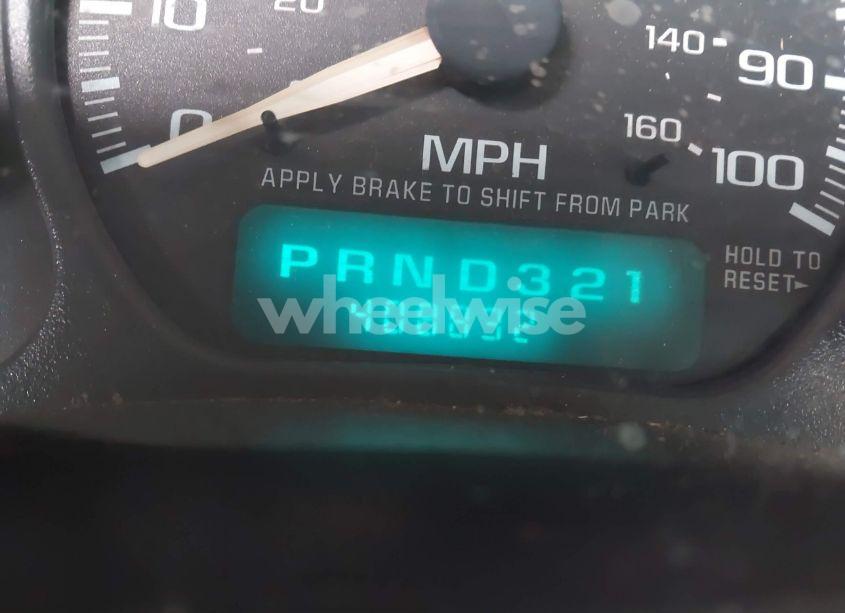 10
20
0
140
90
160
100
MPH
APPLY BRAKE TO SHIFT FROM PARK
PRND321
HOLD TO
RESET
wheelwise